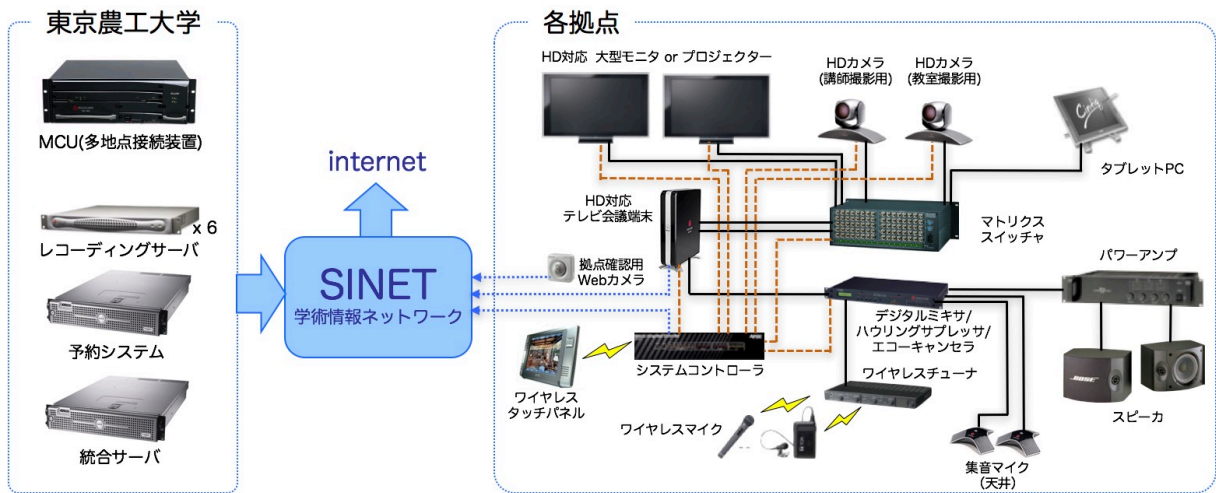 東京農工大学
MCU(多地点接続装置)
x 6
レコーディングサーバ
予約システム
統合サーバ
internet
SINET
学術情報ネットワーク
各拠点
HD対応 大型モニタ or プロジェクター
HDカメラ
(講師撮影用)
HDカメラ
(教室撮影用)
Cintiq
タブレットPC
HD対応
テレビ会議端末
マトリクス
スイッチャ
拠点確認用
Webカメラ
パワーアンプ
デジタルミキサ/
ハウリングサプレッサ/
エコーキャンセラ
システムコントローラ
ワイヤレス
タッチパネル
ワイヤレスチューナ
ワイヤレスマイク
BOSE
スピーカ
集音マイク
(天井)